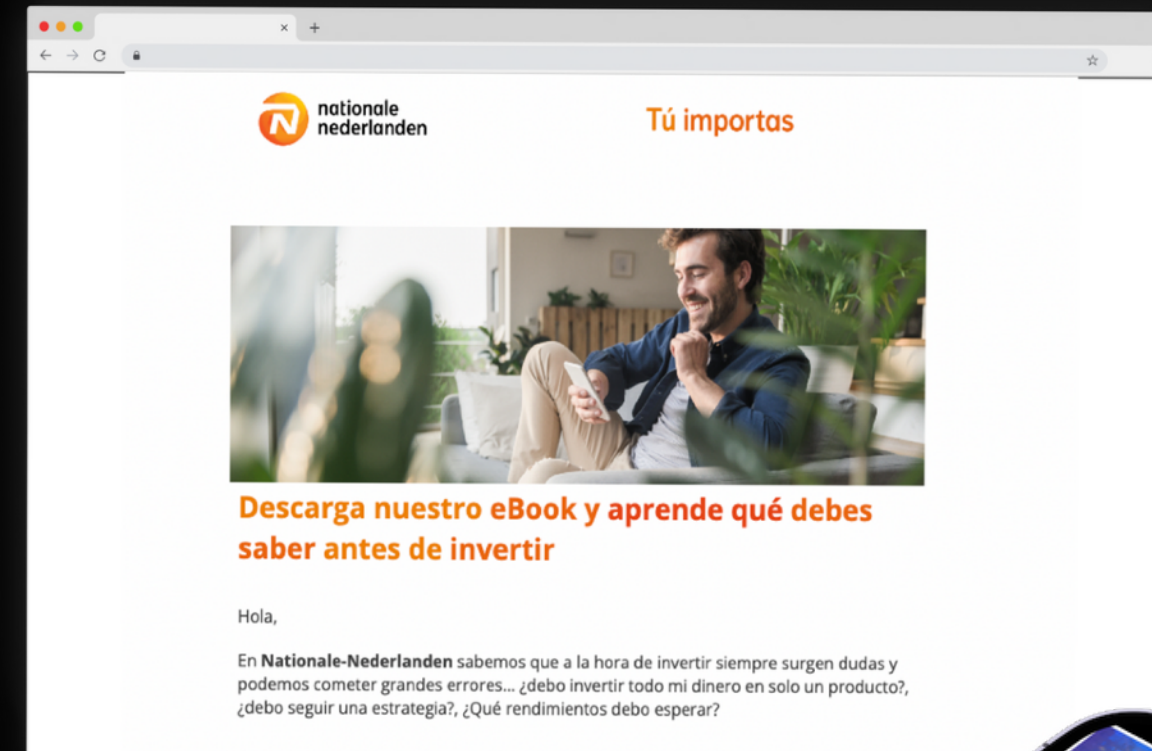 nationale
nederlanden
Tú importas
Descarga nuestro eBook y aprende qué debes
saber antes de invertir
Hola,
En Nationale-Nederlanden sabemos que a la hora de invertir siempre surgen dudas y
podemos cometer grandes errores... ¿debo invertir todo mi dinero en solo un producto?,
¿debo seguir una estrategia?, ¿Qué rendimientos debo esperar?